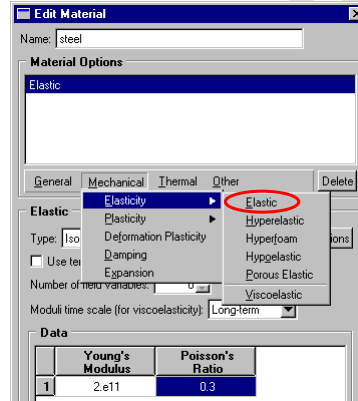 Edit Material
Name: steel
Material Options
Elastic
General Mechanical Thermal Other Delete
Elasticity
Plasticity
Deformation Plasticity
Damping
Expansion
Elastic
Hyperelastic
Hyperfoam
Hypoelastic
Porous Elastic
Viscoelastic
Elastic
Type: Iso
Number of field variables: 0
Moduli time scale (for viscoelasticity): Long-term
Data
Young's Modulus
Poisson's Ratio
1 2.e11 0.3